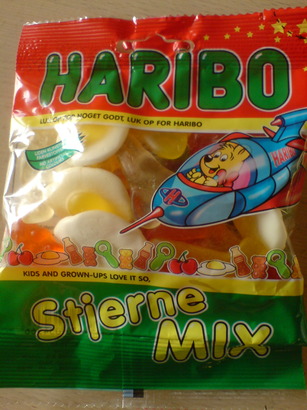 HARIBO
LUK OP FOR NOGET GODT, LUK OP FOR HARIBO
HARIBO
KIDS AND GROWN-UPS LOVE IT SO,
Stjerne
MIX